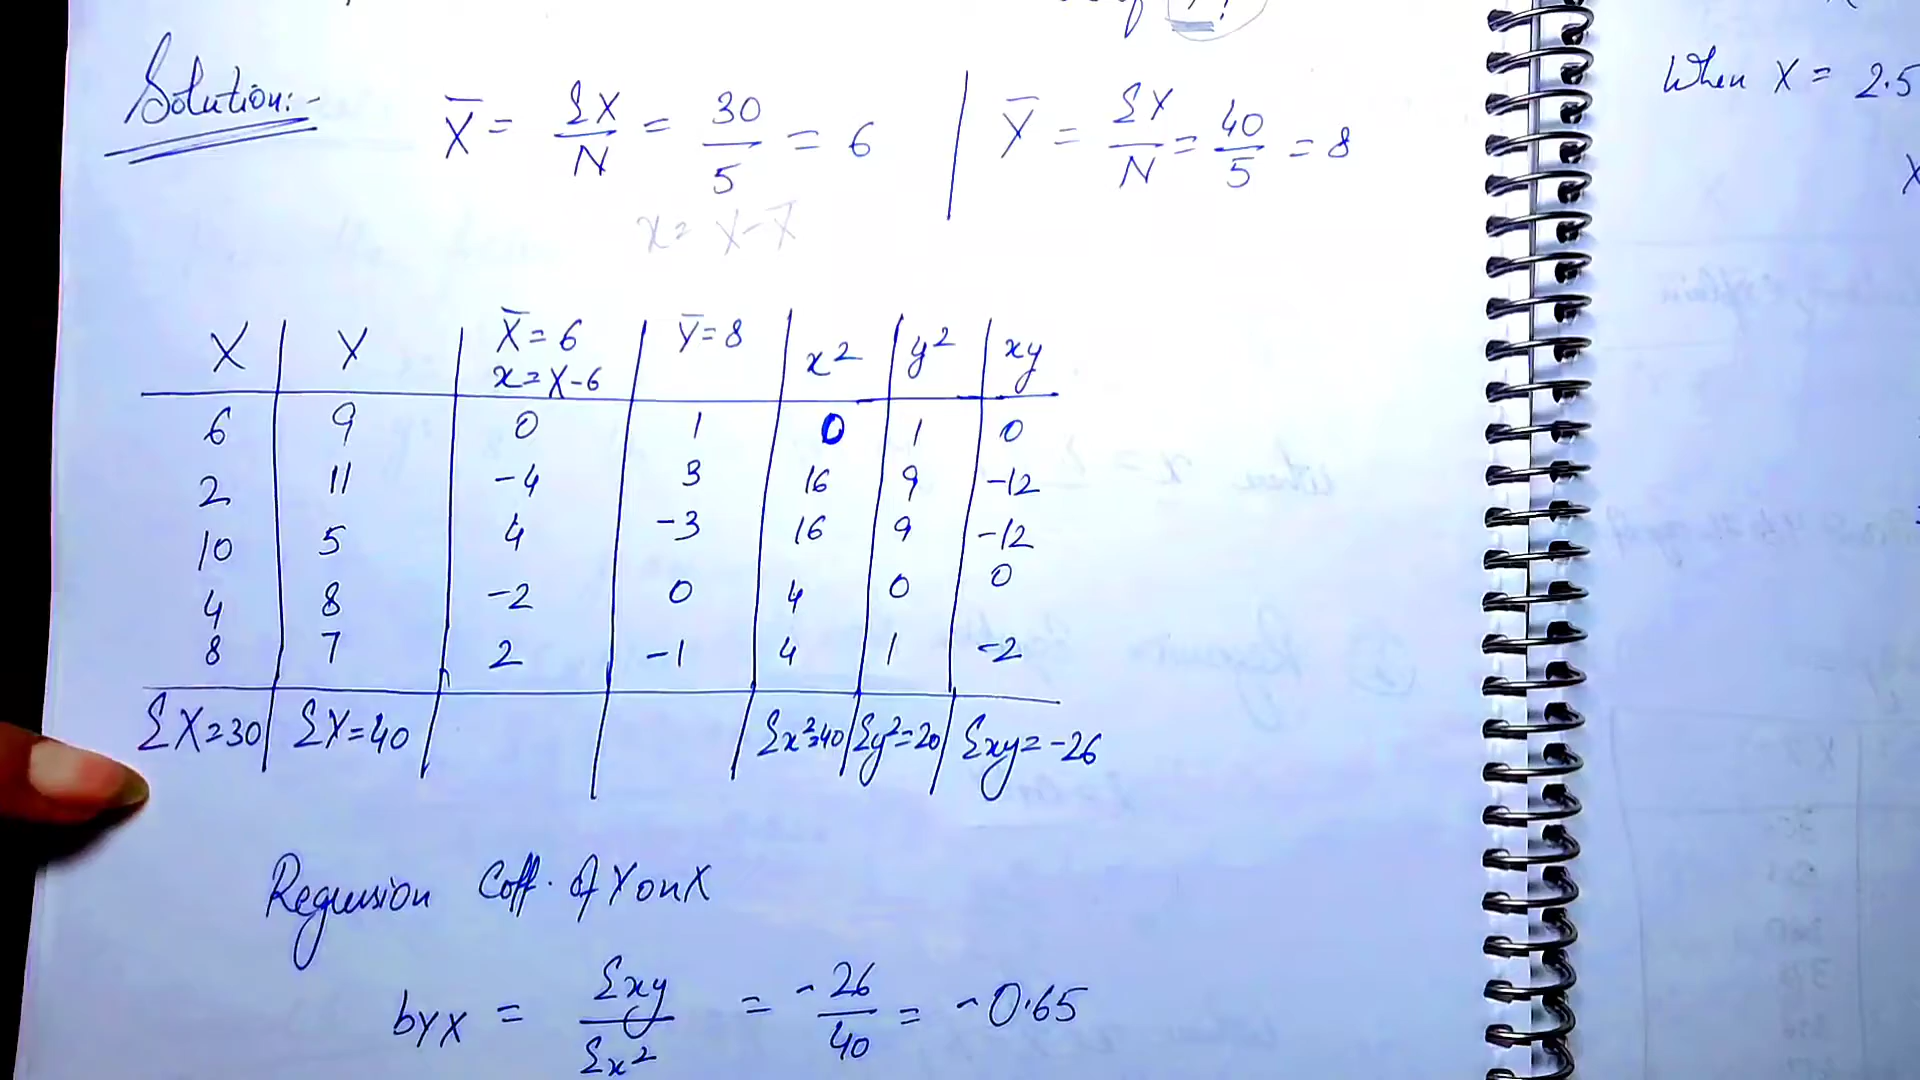 Solution:-
X̄ = ΣX/N = 30/5 = 6 | Ȳ = ΣY/N = 40/5 = 8
x = X-X̄
X | Y | X̄=6 x=X-6 | Ȳ=8 | x² | y² | xy
6 | 9 | 0 | 1 | 0 | 1 | 0
2 | 11 | -4 | 3 | 16 | 9 | -12
10 | 5 | 4 | -3 | 16 | 9 | -12
4 | 8 | -2 | 0 | 4 | 0 | 0
8 | 7 | 2 | -1 | 4 | 1 | -2
ΣX=30 | ΣY=40 | | | Σx²=40 | Σy²=20 | Σxy=-26
Regression Coff. of Y on X
byx = Σxy/Σx² = -26/40 = -0.65
When X = 2.5